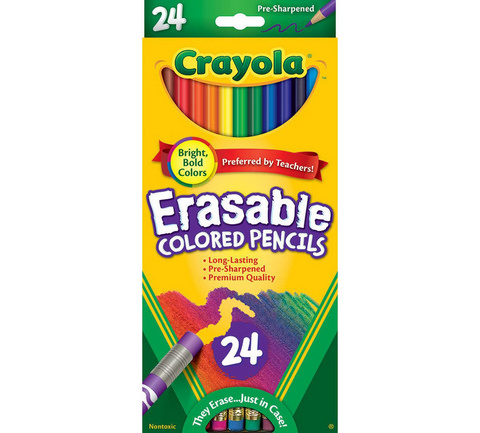 24
Pre-Sharpened
Crayola
Bright,
Bold
Colors
Preferred by Teachers!
Erasable
COLORED PENCILS
• Long-Lasting
• Pre-Sharpened
• Premium Quality
24
They Erase...Just in Case!
Nontoxic